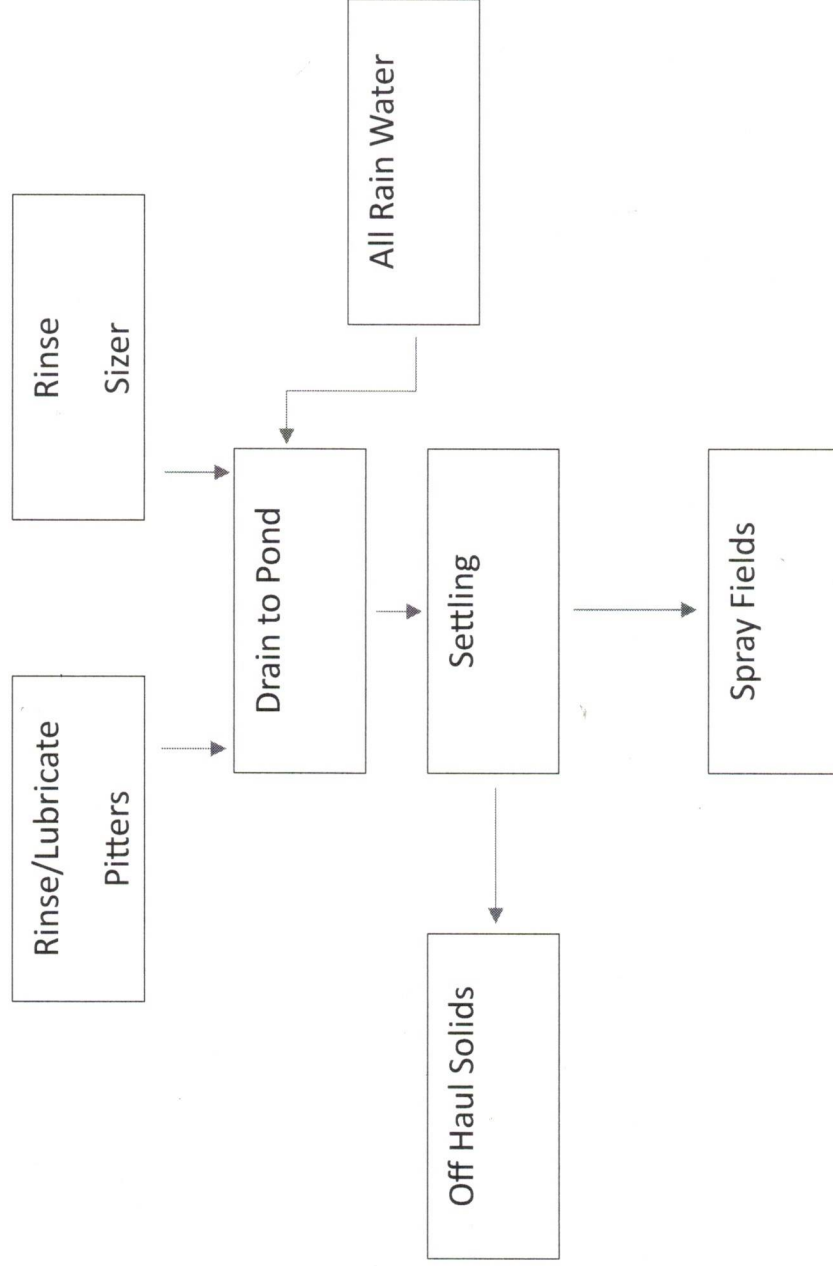 Rinse/Lubricate
Pitters
Rinse
Sizer
Drain to Pond
All Rain Water
Settling
Off Haul Solids
Spray Fields